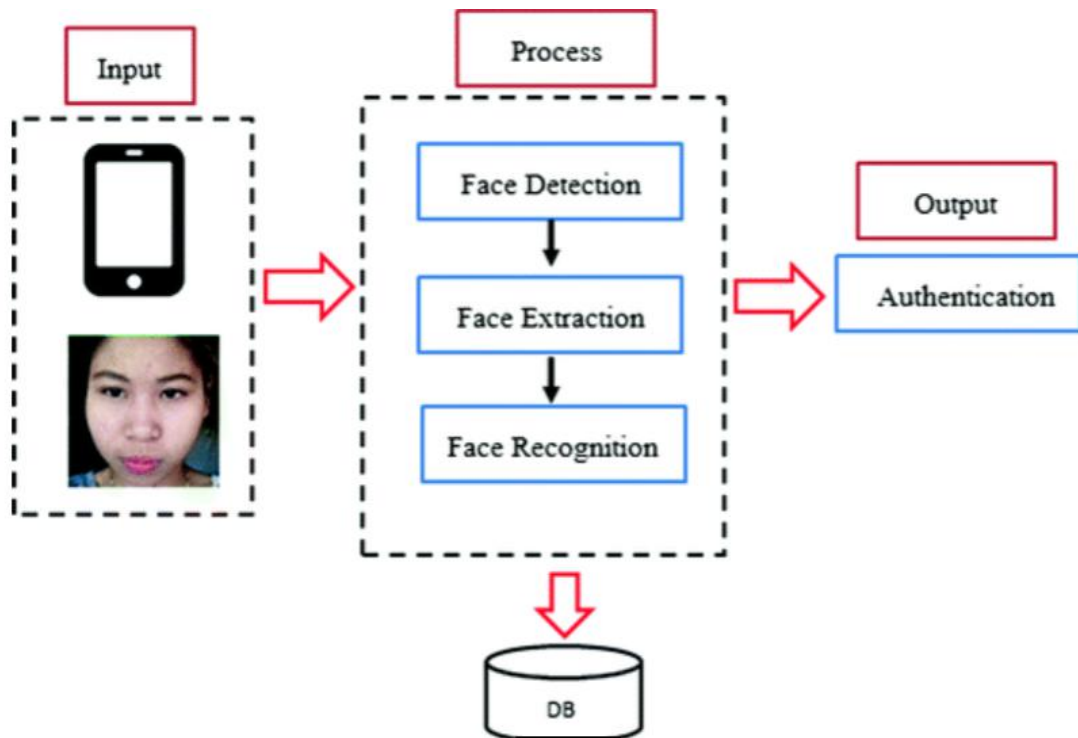 Input
Process
Face Detection
Face Extraction
Face Recognition
Output
Authentication
DB